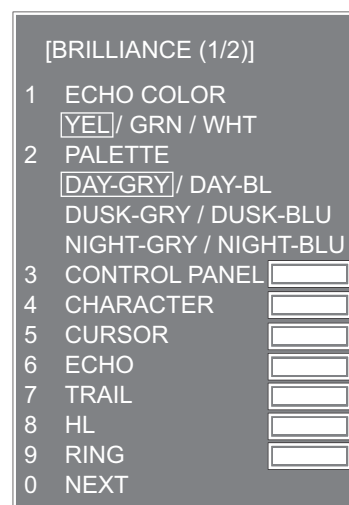 [BRILLIANCE (1/2)]
1 ECHO COLOR
YEL / GRN / WHT
2 PALETTE
DAY-GRY / DAY-BL
DUSK-GRY / DUSK-BLU
NIGHT-GRY / NIGHT-BLU
3 CONTROL PANEL
4 CHARACTER
5 CURSOR
6 ECHO
7 TRAIL
8 HL
9 RING
0 NEXT